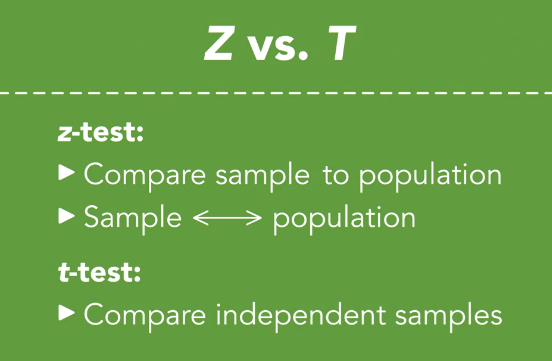 Z vs. T
z-test:
▶ Compare sample to population
▶ Sample ⟷ population
t-test:
▶ Compare independent samples